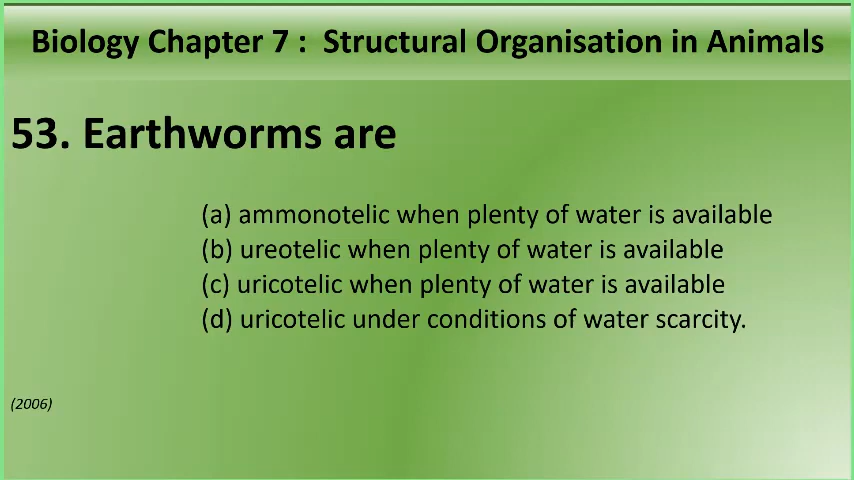 Biology Chapter 7 : Structural Organisation in Animals
53. Earthworms are
(a) ammonotelic when plenty of water is available
(b) ureotelic when plenty of water is available
(c) uricotelic when plenty of water is available
(d) uricotelic under conditions of water scarcity.
(2006)